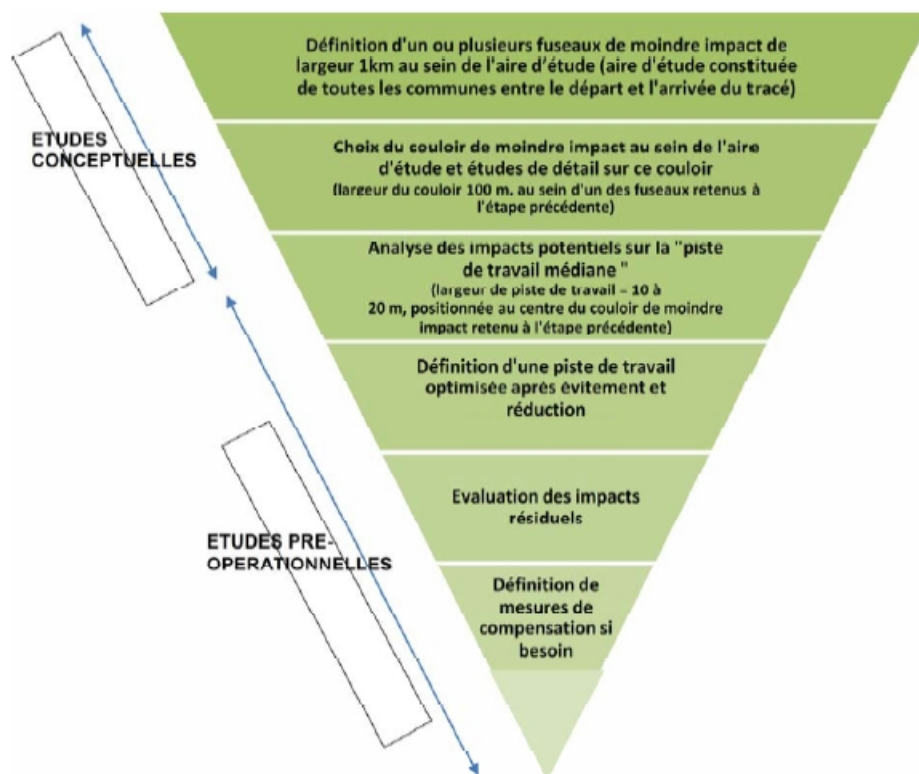 Définition d'un ou plusieurs fuseaux de moindre impact de
largeur 1km au sein de l'aire d'étude (aire d'étude constituée
de toutes les communes entre le départ et l'arrivée du tracé)
ETUDES
CONCEPTUELLES
Choix du couloir de moindre impact au sein de l'aire
d'étude et études de détail sur ce couloir
(largeur du couloir 100 m. au sein d'un des fuseaux retenus à
l'étape précédente)
Analyse des impacts potentiels sur la "piste
de travail médiane "
(largeur de piste de travail = 10 à
20 m, positionnée au centre du couloir de moindre
impact retenu à l'étape précédente)
Définition d'une piste de travail
optimisée après évitement et
réduction
Evaluation des impacts
résiduels
ETUDES PRE-
OPERATIONNELLES
Définition de
mesures de
compensation si
besoin